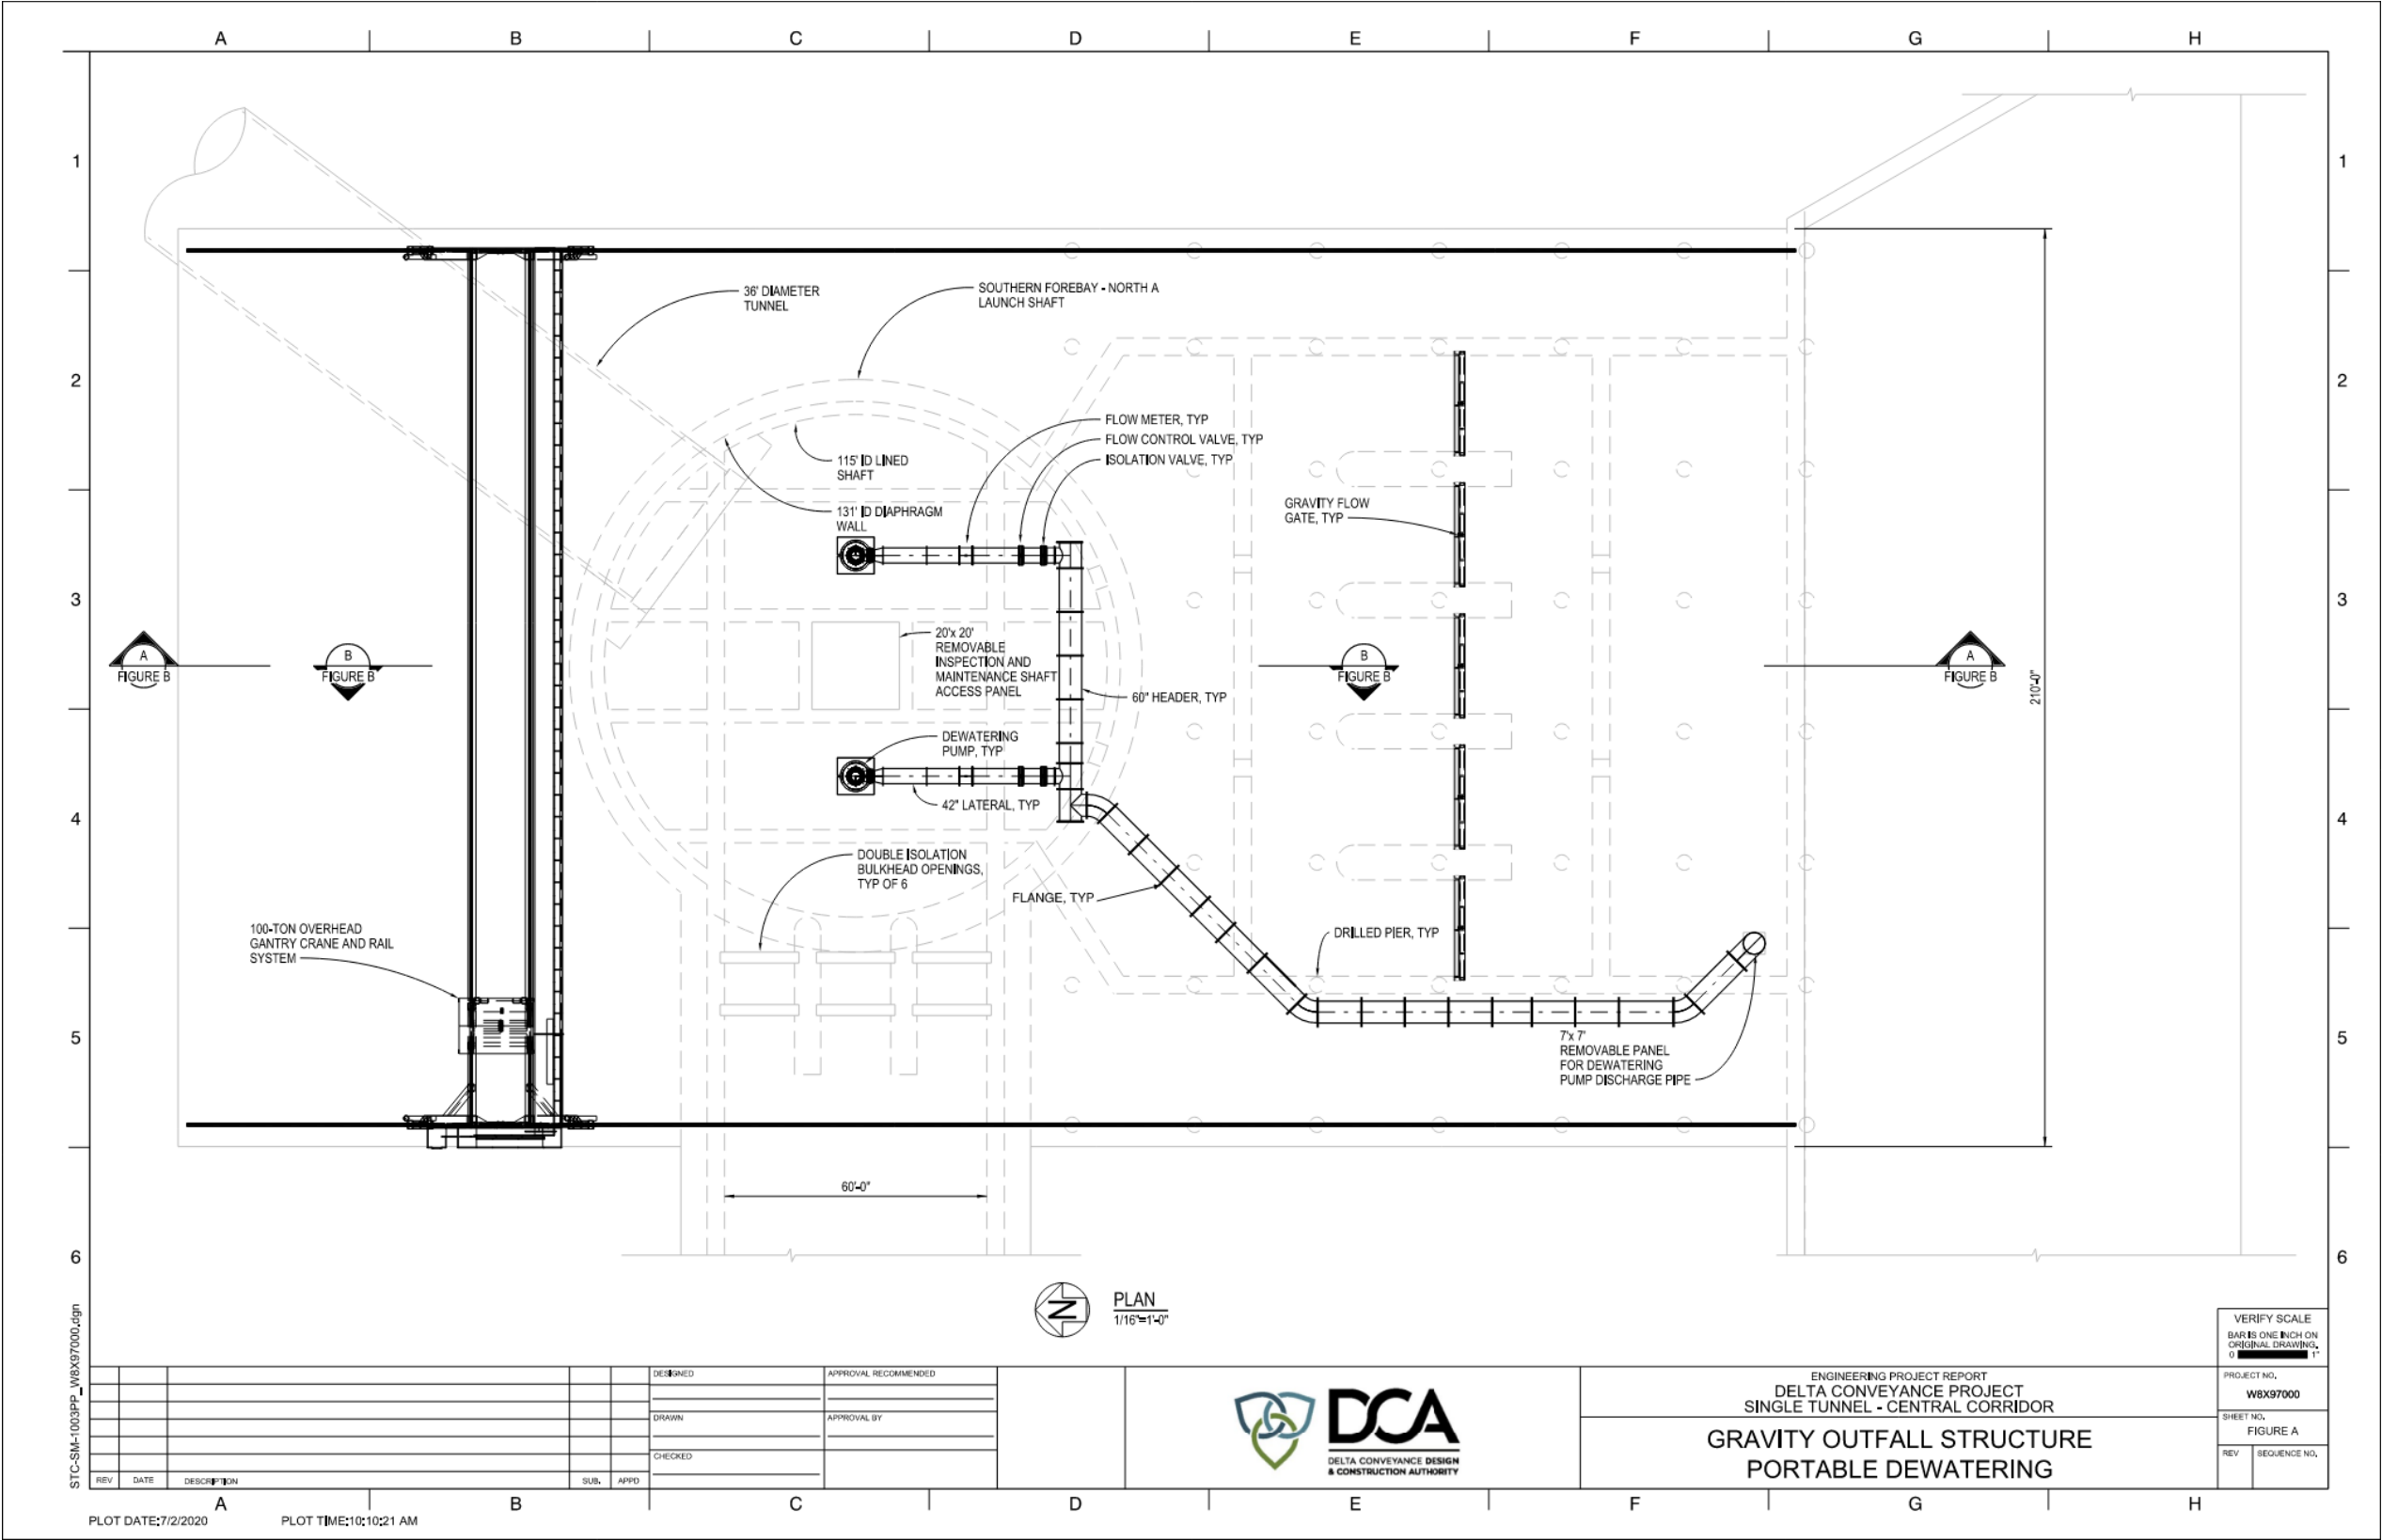 A B C D E F G H
1 1
36' DIAMETER
TUNNEL
SOUTHERN FOREBAY - NORTH A
LAUNCH SHAFT
2 2
FLOW METER, TYP
FLOW CONTROL VALVE, TYP
ISOLATION VALVE, TYP
115' ID LINED
SHAFT
131' ID DIAPHRAGM
WALL
GRAVITY FLOW
GATE, TYP
3 3
20'x 20'
REMOVABLE
INSPECTION AND
MAINTENANCE SHAFT
ACCESS PANEL
A
FIGURE B
B
FIGURE B
B
FIGURE B
A
FIGURE B
210'-0"
60" HEADER, TYP
DEWATERING
PUMP, TYP
42" LATERAL, TYP
4 4
DOUBLE ISOLATION
BULKHEAD OPENINGS,
TYP OF 6
FLANGE, TYP
DRILLED PIER, TYP
100-TON OVERHEAD
GANTRY CRANE AND RAIL
SYSTEM
5 5
7'x 7'
REMOVABLE PANEL
FOR DEWATERING
PUMP DISCHARGE PIPE
60'-0"
6 6
N
PLAN
1/16"=1'-0"
STC-SM-1003PP_W8X97000.dgn
VERIFY SCALE
BAR IS ONE INCH ON
ORIGINAL DRAWING.
0 1"
REV DATE DESCRIPTION SUB. APPD
DESIGNED
DRAWN
CHECKED
APPROVAL RECOMMENDED
APPROVAL BY
DCA
DELTA CONVEYANCE DESIGN
& CONSTRUCTION AUTHORITY
ENGINEERING PROJECT REPORT
DELTA CONVEYANCE PROJECT
SINGLE TUNNEL - CENTRAL CORRIDOR
GRAVITY OUTFALL STRUCTURE
PORTABLE DEWATERING
PROJECT NO.
W8X97000
SHEET NO.
FIGURE A
REV SEQUENCE NO.
A B C D E F G H
PLOT DATE:7/2/2020 PLOT TIME:10:10:21 AM